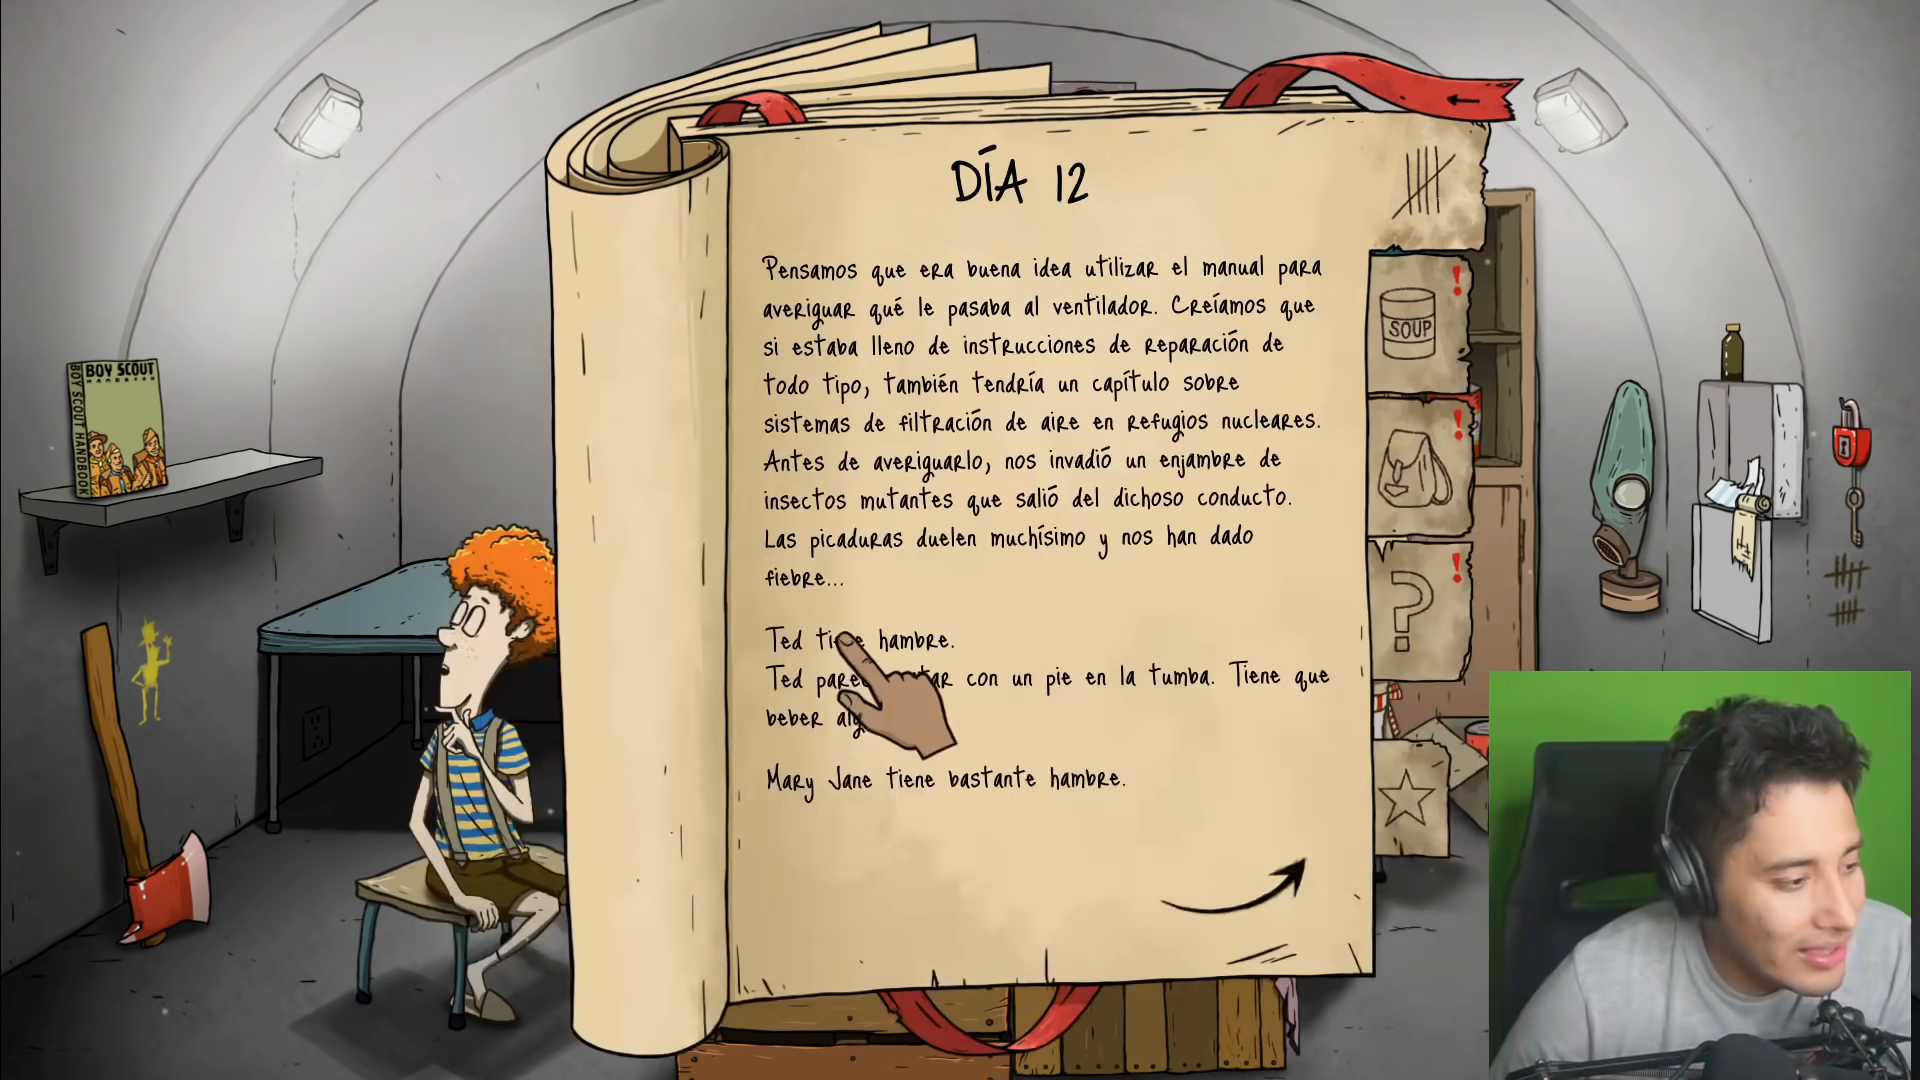 DÍA 12
Pensamos que era buena idea utilizar el manual para
averiguar qué le pasaba al ventilador. Creíamos que
si estaba lleno de instrucciones de reparación de
todo tipo, también tendría un capítulo sobre
sistemas de filtración de aire en refugios nucleares.
Antes de averiguarlo, nos invadió un enjambre de
insectos mutantes que salió del dichoso conducto.
Las picaduras duelen muchísimo y nos han dado
fiebre...
Ted hambre.
Ted con un pie en la tumba. Tiene que
beber
Mary Jane tiene bastante hambre.
BOY SCOUT
HANDBOOK
BOY SCOUT HANDBOOK
!
SOUP
!
!
?